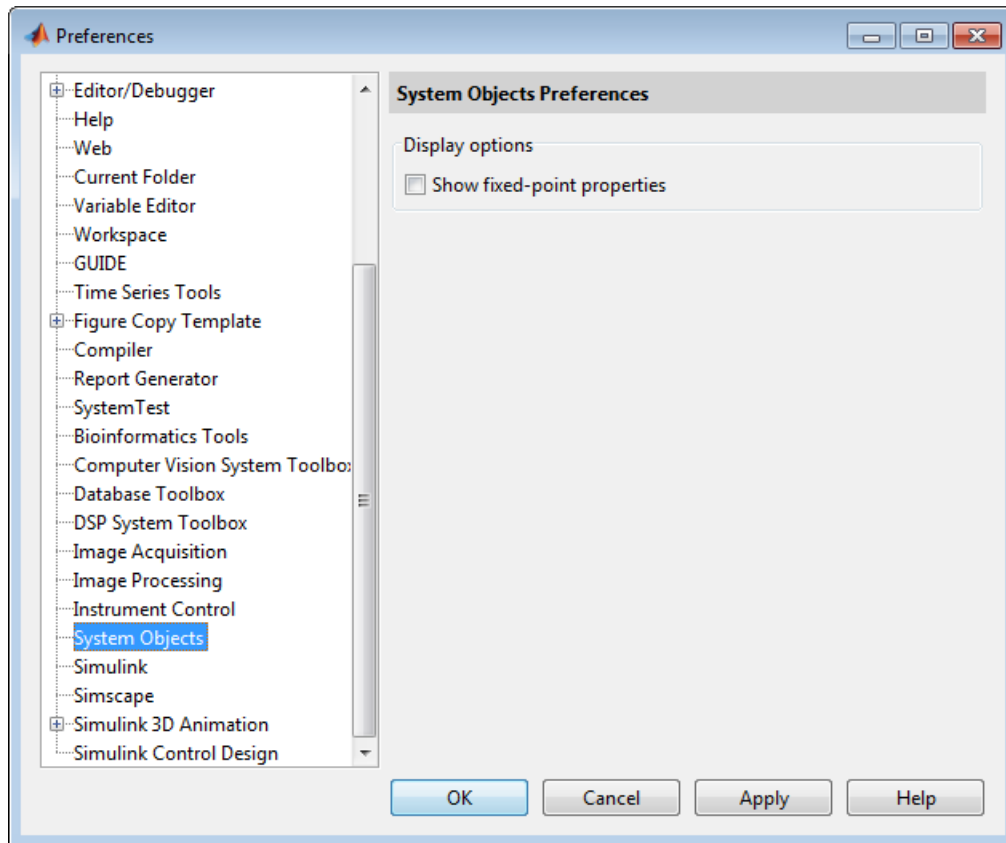 Preferences
Editor/Debugger
Help
Web
Current Folder
Variable Editor
Workspace
GUIDE
Time Series Tools
Figure Copy Template
Compiler
Report Generator
SystemTest
Bioinformatics Tools
Computer Vision System Toolbo
Database Toolbox
DSP System Toolbox
Image Acquisition
Image Processing
Instrument Control
System Objects
Simulink
Simscape
Simulink 3D Animation
Simulink Control Design
System Objects Preferences
Display options
Show fixed-point properties
OK Cancel Apply Help